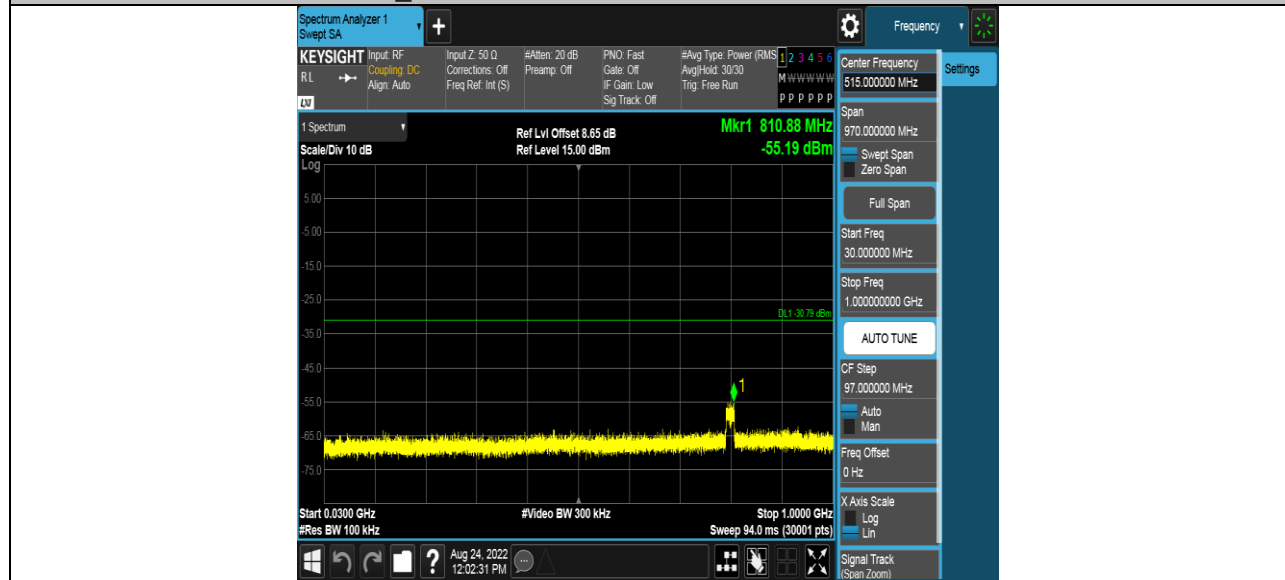 Spectrum Analyzer 1
Swept SA
+
Frequency
KEYSIGHT
RL
LXI
Input: RF
Coupling: DC
Align: Auto
Input Z: 50 Ω
Corrections: Off
Freq Ref: Int (S)
#Atten: 20 dB
Preamp: Off
PNO: Fast
Gate: Off
IF Gain: Low
Sig Track: Off
#Avg Type: Power (RMS
Avg|Hold: 30/30
Trig: Free Run
1 2 3 4 5 6
M W W W W W
P P P P P P
1 Spectrum
Scale/Div 10 dB
Log
Ref Lvl Offset 8.65 dB
Ref Level 15.00 dBm
Mkr1 810.88 MHz
-55.19 dBm
5.00
-5.00
-15.0
-25.0
DL1 -30.79 dBm
-35.0
-45.0
1
-55.0
-65.0
-75.0
Start 0.0300 GHz
#Res BW 100 kHz
#Video BW 300 kHz
Stop 1.0000 GHz
Sweep 94.0 ms (30001 pts)
?
Aug 24, 2022
12:02:31 PM
Center Frequency
515.000000 MHz
Span
970.000000 MHz
Swept Span
Zero Span
Full Span
Start Freq
30.000000 MHz
Stop Freq
1.000000000 GHz
AUTO TUNE
CF Step
97.000000 MHz
Auto
Man
Freq Offset
0 Hz
X Axis Scale
Log
Lin
Signal Track
(Span Zoom)
Settings